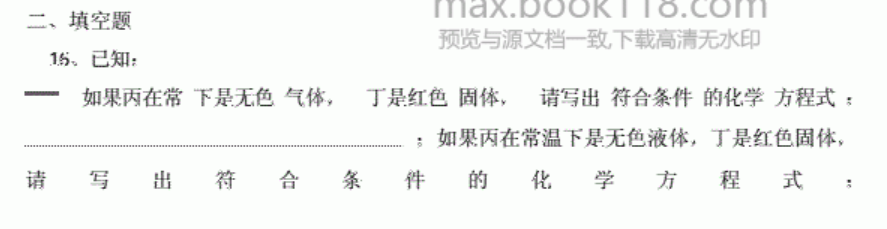 max.book118.com
二、填空题
预览与源文档一致,下载高清无水印
15、已知:
如果丙在常 下是无色 气体， 丁是红色 固体， 请写出 符合条件 的化学 方程式；
；如果丙在常温下是无色液体，丁是红色固体，
请 写 出 符 合 条 件 的 化 学 方 程 式 ；